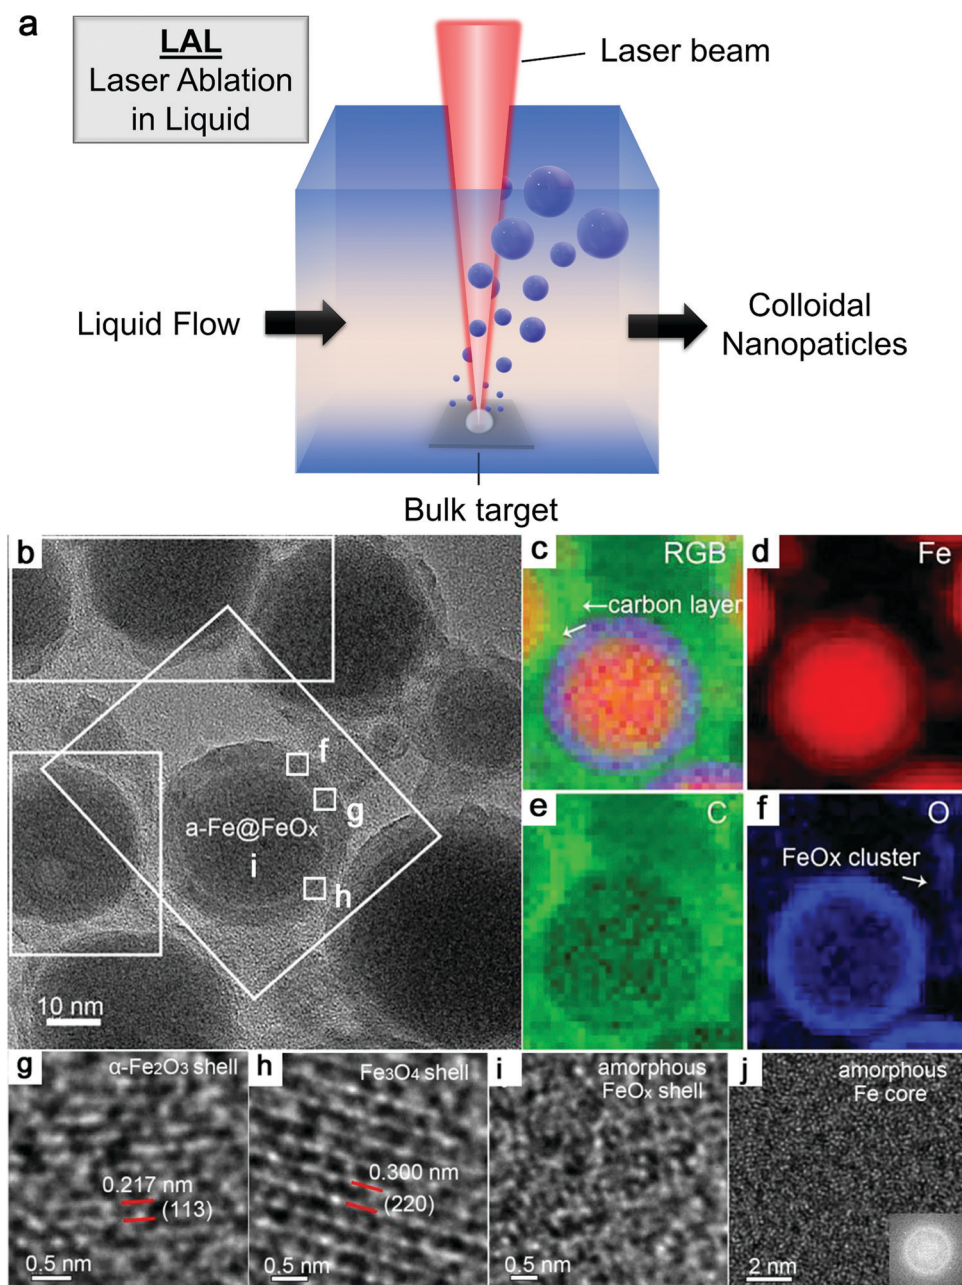 a
LAL
Laser Ablation
in Liquid
Laser beam
Liquid Flow
Colloidal
Nanopaticles
Bulk target
b
f
g
a-Fe@FeOₓ
i
h
10 nm
c
RGB
←carbon layer
d
Fe
e
C
f
O
FeOx cluster
→
g
α-Fe₂O₃ shell
0.217 nm
(113)
0.5 nm
h
Fe₃O₄ shell
0.300 nm
(220)
0.5 nm
i
amorphous
FeOₓ shell
0.5 nm
j
amorphous
Fe core
2 nm